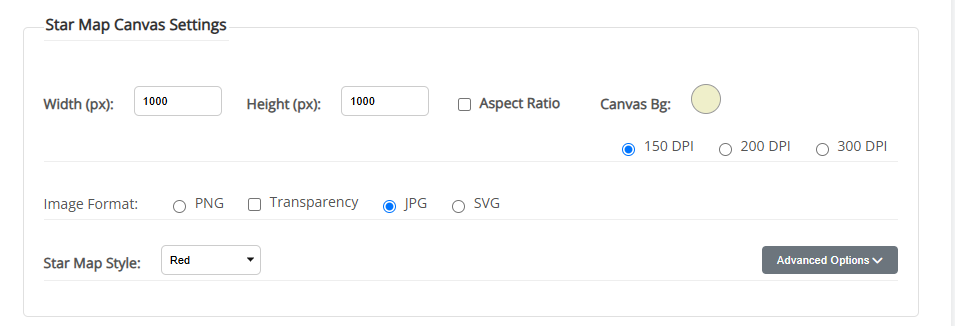 Star Map Canvas Settings
Width (px): 1000 Height (px): 1000 Aspect Ratio Canvas Bg:
150 DPI 200 DPI 300 DPI
Image Format: PNG Transparency JPG SVG
Star Map Style: Red Advanced Options